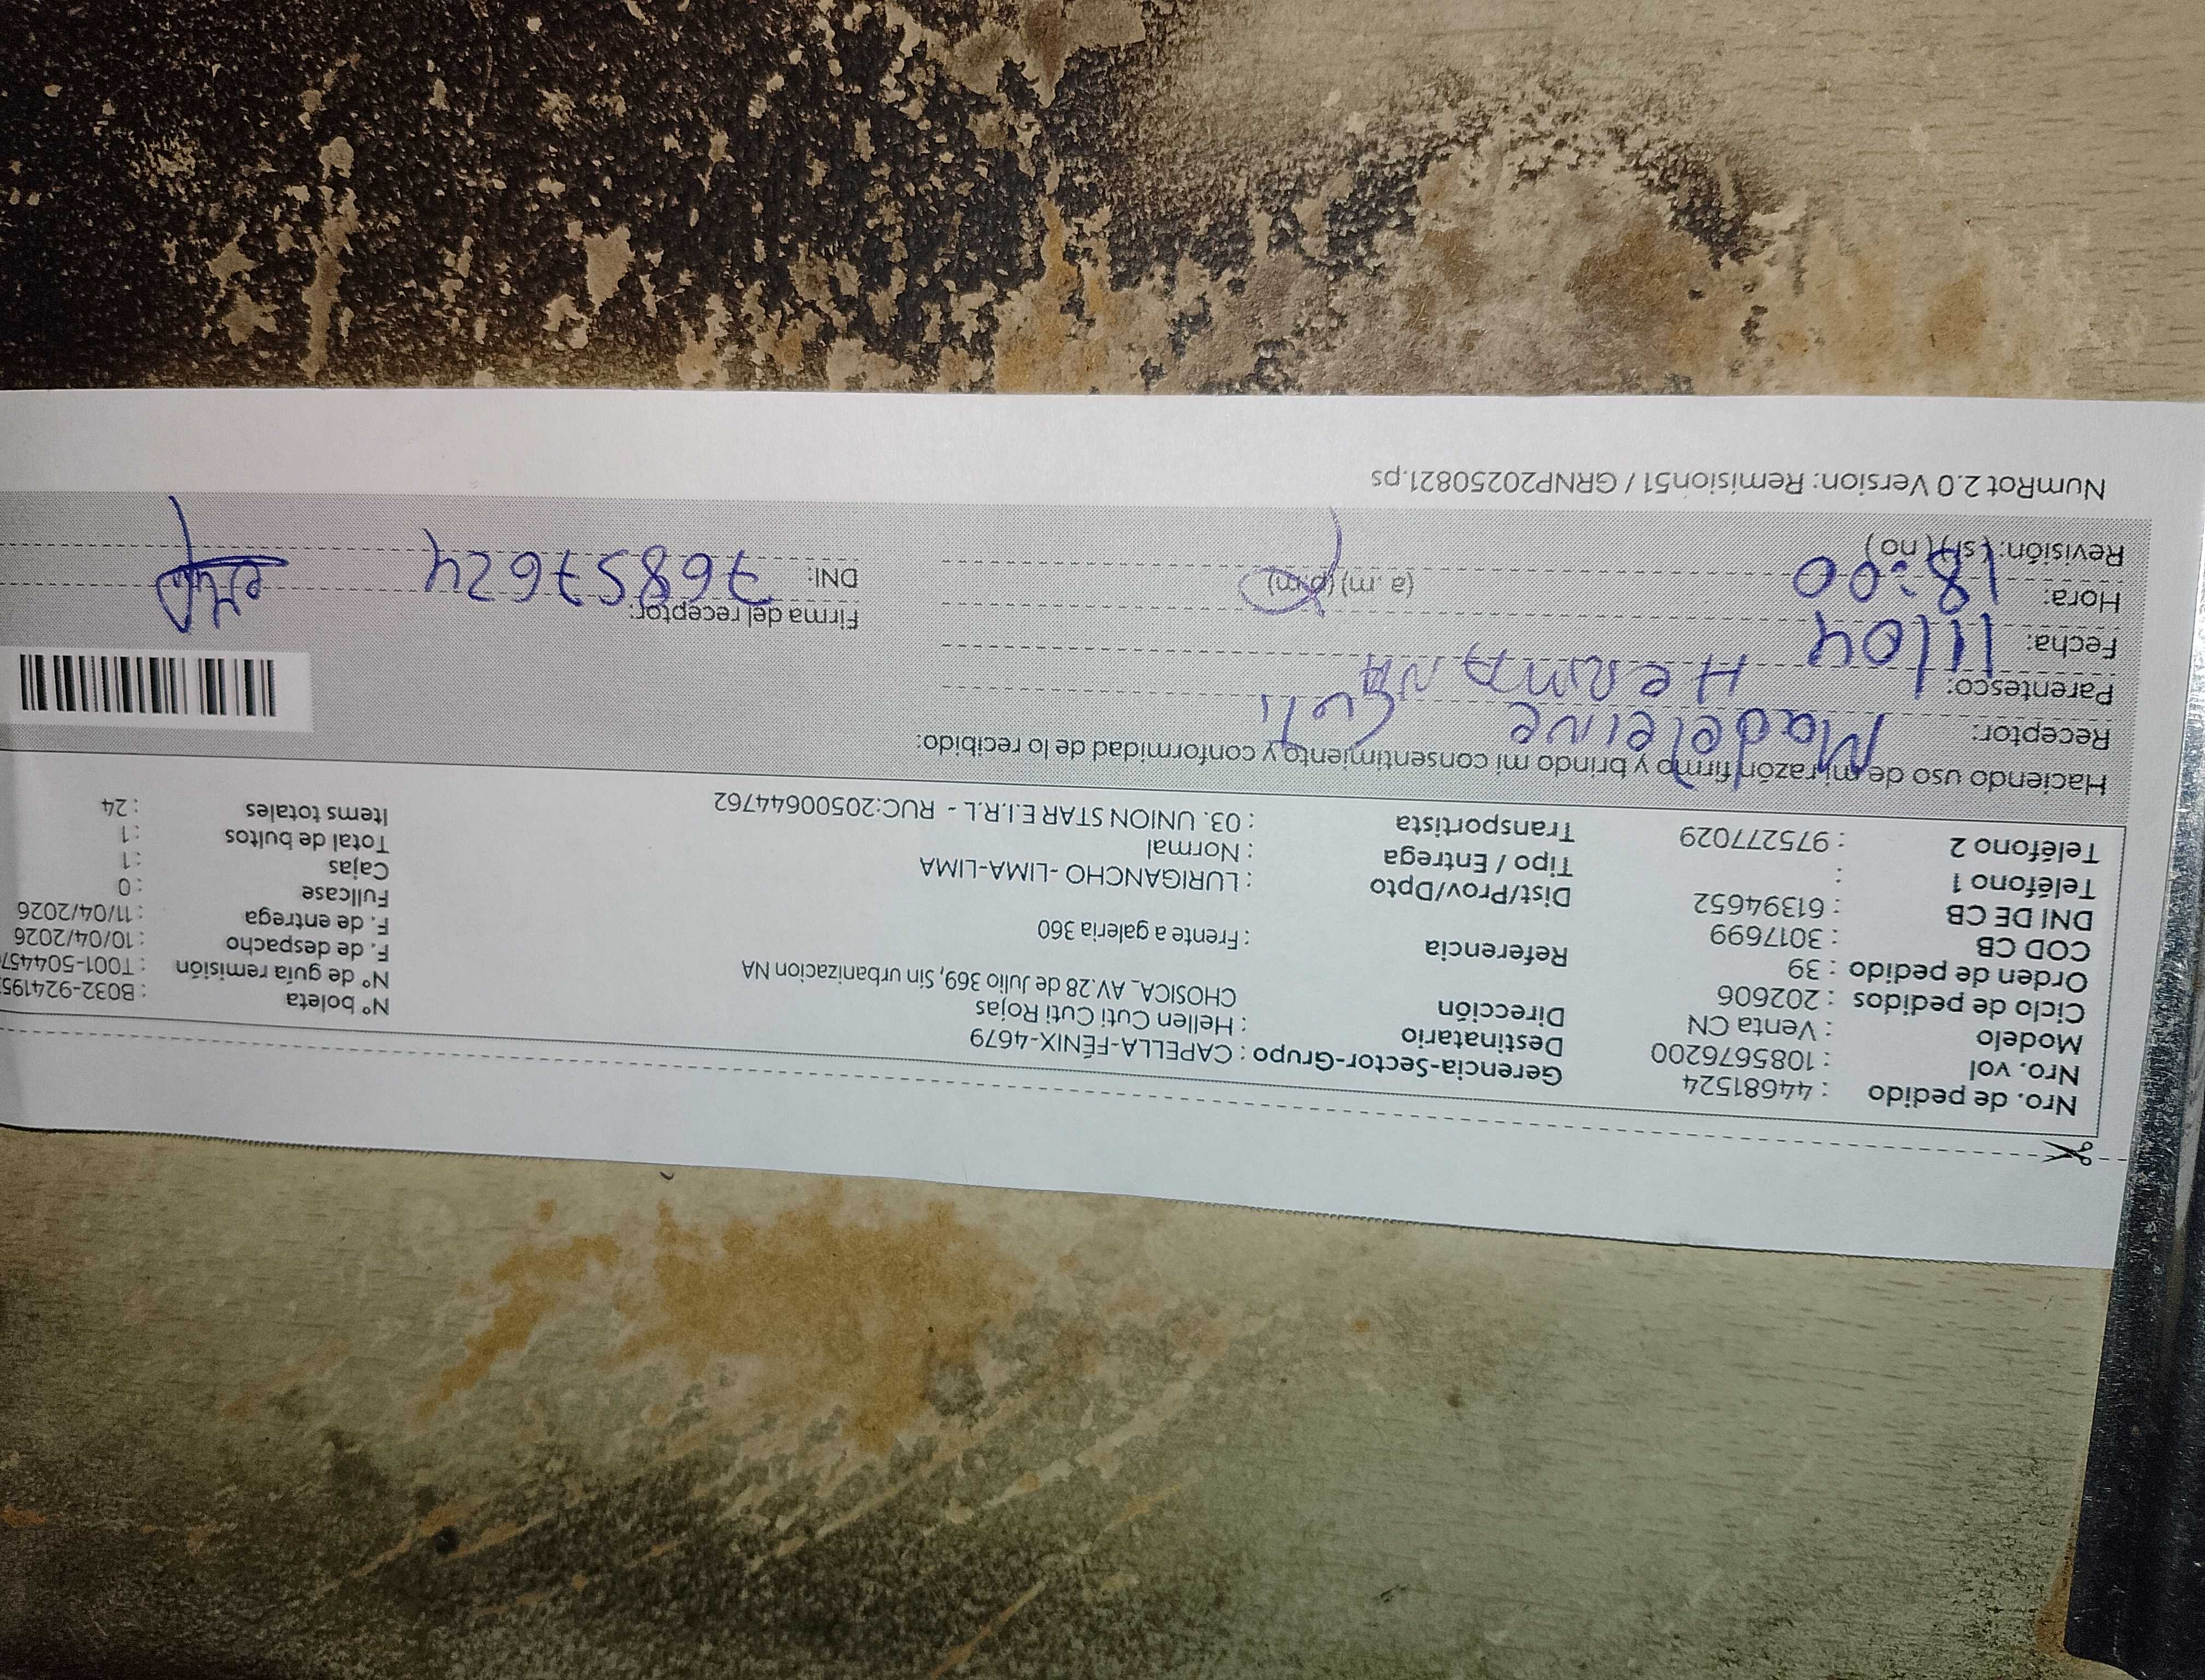 Nro. de pedido : 44681524
Nro. vol : 1085676200
Modelo : Venta CN
Ciclo de pedidos : 202606
Orden de pedido : 39
COD CB : 3017699
DNI DE CB : 61394652
Teléfono 1 :
Teléfono 2 : 975277029
Gerencia-Sector-Grupo : CAPELLA-FÉNIX-4679
Destinatario : Hellen Cuti Cuti Rojas
Dirección CHOSICA_ AV.28 de Julio 369, Sin urbanizacion NA
Referencia : Frente a galeria 360
Dist/Prov/Dpto : LURIGANCHO -LIMA-LIMA
Tipo / Entrega : Normal
Transportista : 03. UNION STAR E.I.R.L - RUC:20500644762
Nº boleta : B032-924195
Nº de guía remisión : T001-504457
F. de despacho : 10/04/2026
F. de entrega : 11/04/2026
Fullcase : 0
Cajas : 1
Total de bultos : 1
Items totales : 24
Haciendo uso de mi razón firmo y brindo mi consentimiento y conformidad de lo recibido:
Receptor: Madeleine Cuti
Parentesco: HermANA
Fecha: 11/04
Hora: 18:00 (a .m) (p.m)
Revisión: (si) (no)
Firma del receptor:
DNI: 76857624
NumRot 2.0 Version: Remision51 / GRNP20250821.ps